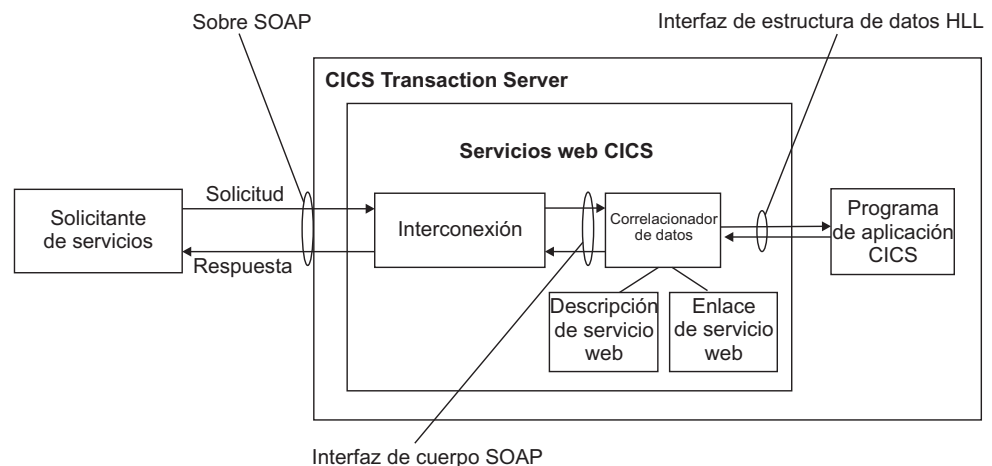 Sobre SOAP
Interfaz de estructura de datos HLL
CICS Transaction Server
Servicios web CICS
Solicitante
de servicios
Solicitud
Respuesta
Interconexión
Correlacionador
de datos
Programa
de aplicación
CICS
Descripción
de servicio
web
Enlace
de servicio
web
Interfaz de cuerpo SOAP